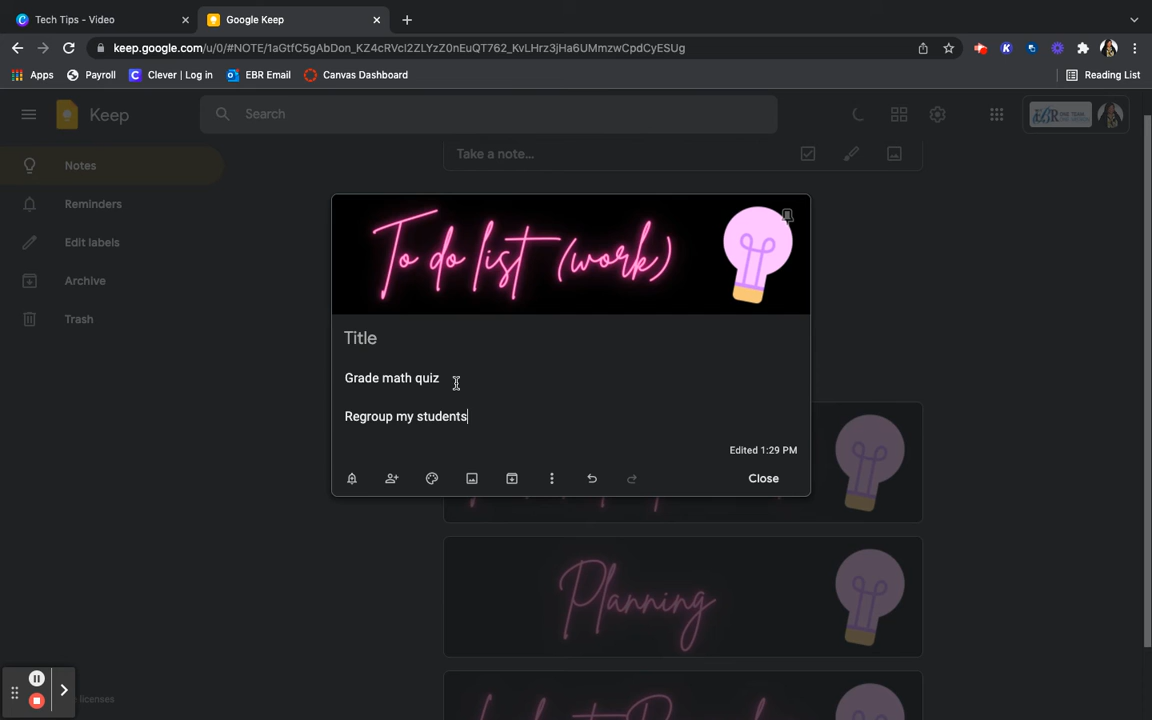 Tech Tips - Video
Google Keep
keep.google.com/u/0/#NOTE/1aGtfC5gAbDon_KZ4cRVcI2ZLYzZ0nEuQT762_KvLHrz3jHa6UMmzwCpdCyESUg
Apps
Payroll
Clever | Log in
EBR Email
Canvas Dashboard
Reading List
Keep
Search
Notes
Take a note...
Reminders
Edit labels
Archive
Trash
To do list (work)
Title
Grade math quiz
Regroup my students
Edited 1:29 PM
Close
Planning
licenses